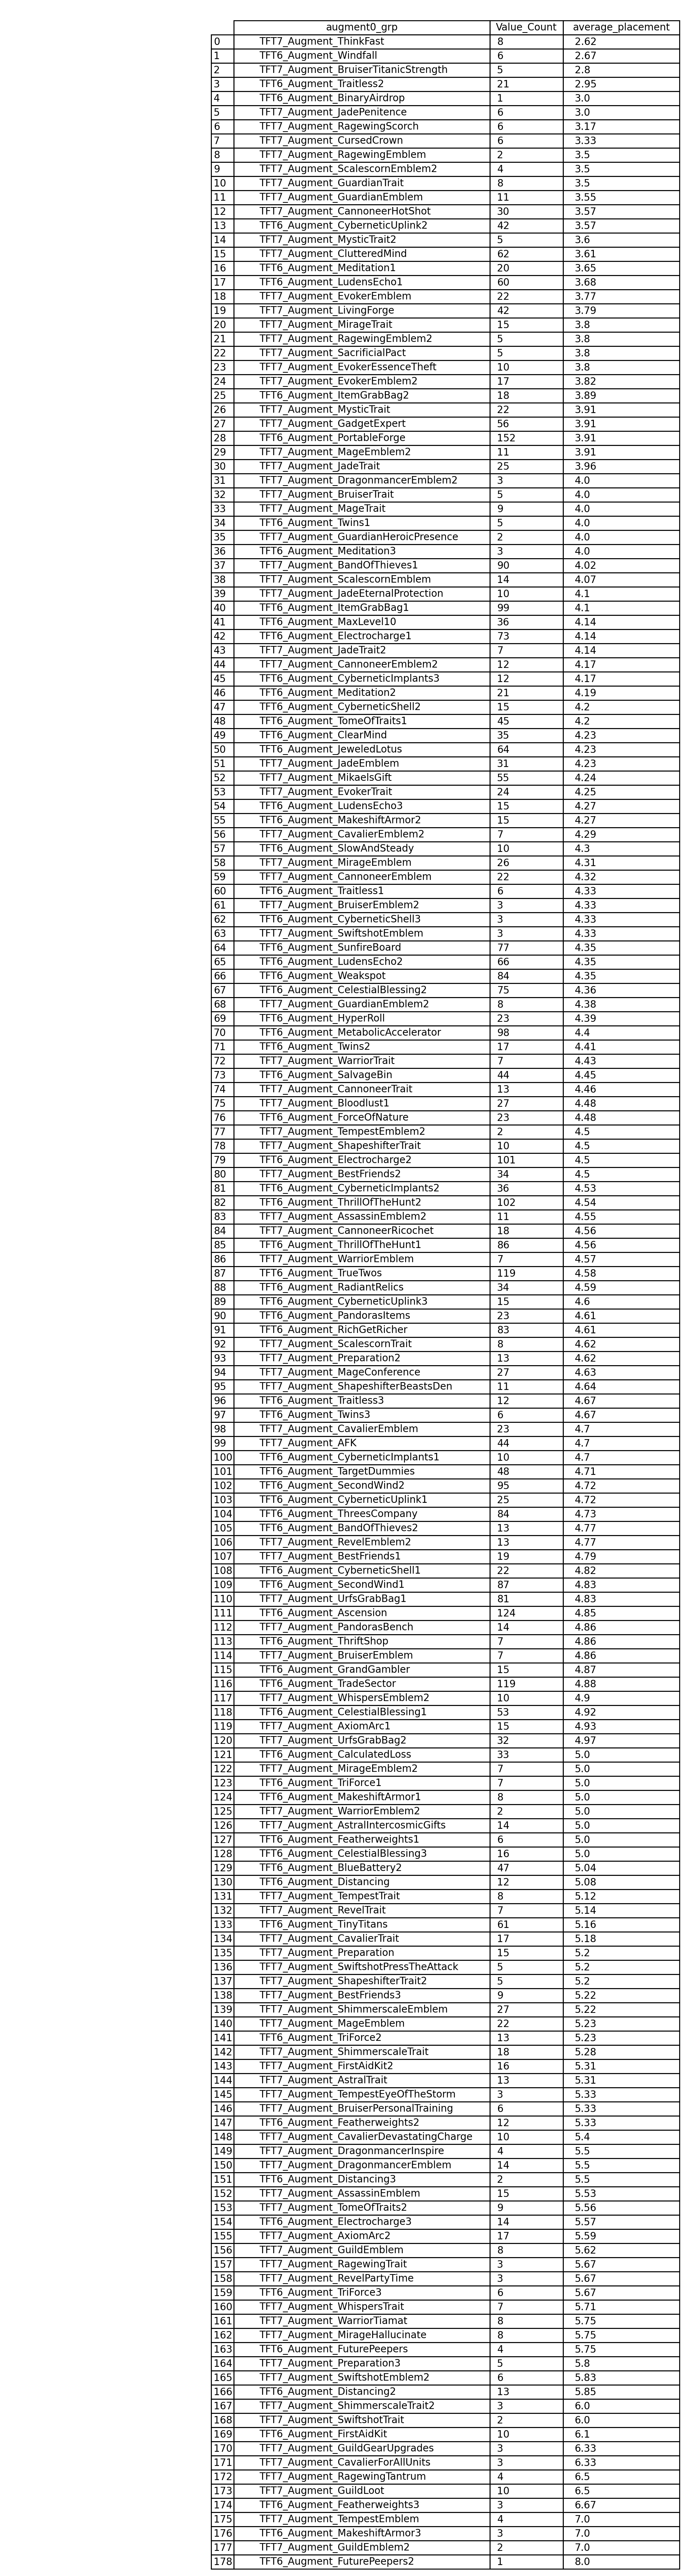 augment0_grp Value_Count average_placement
0 TFT7_Augment_ThinkFast 8 2.62
1 TFT6_Augment_Windfall 6 2.67
2 TFT7_Augment_BruiserTitanicStrength 5 2.8
3 TFT6_Augment_Traitless2 21 2.95
4 TFT6_Augment_BinaryAirdrop 1 3.0
5 TFT7_Augment_JadePenitence 6 3.0
6 TFT7_Augment_RagewingScorch 6 3.17
7 TFT7_Augment_CursedCrown 6 3.33
8 TFT7_Augment_RagewingEmblem 2 3.5
9 TFT7_Augment_ScalescornEmblem2 4 3.5
10 TFT7_Augment_GuardianTrait 8 3.5
11 TFT7_Augment_GuardianEmblem 11 3.55
12 TFT7_Augment_CannoneerHotShot 30 3.57
13 TFT6_Augment_CyberneticUplink2 42 3.57
14 TFT7_Augment_MysticTrait2 5 3.6
15 TFT7_Augment_ClutteredMind 62 3.61
16 TFT6_Augment_Meditation1 20 3.65
17 TFT6_Augment_LudensEcho1 60 3.68
18 TFT7_Augment_EvokerEmblem 22 3.77
19 TFT7_Augment_LivingForge 42 3.79
20 TFT7_Augment_MirageTrait 15 3.8
21 TFT7_Augment_RagewingEmblem2 5 3.8
22 TFT7_Augment_SacrificialPact 5 3.8
23 TFT7_Augment_EvokerEssenceTheft 10 3.8
24 TFT7_Augment_EvokerEmblem2 17 3.82
25 TFT6_Augment_ItemGrabBag2 18 3.89
26 TFT7_Augment_MysticTrait 22 3.91
27 TFT7_Augment_GadgetExpert 56 3.91
28 TFT6_Augment_PortableForge 152 3.91
29 TFT7_Augment_MageEmblem2 11 3.91
30 TFT7_Augment_JadeTrait 25 3.96
31 TFT7_Augment_DragonmancerEmblem2 3 4.0
32 TFT7_Augment_BruiserTrait 5 4.0
33 TFT7_Augment_MageTrait 9 4.0
34 TFT6_Augment_Twins1 5 4.0
35 TFT7_Augment_GuardianHeroicPresence 2 4.0
36 TFT6_Augment_Meditation3 3 4.0
37 TFT7_Augment_BandOfThieves1 90 4.02
38 TFT7_Augment_ScalescornEmblem 14 4.07
39 TFT7_Augment_JadeEternalProtection 10 4.1
40 TFT6_Augment_ItemGrabBag1 99 4.1
41 TFT6_Augment_MaxLevel10 36 4.14
42 TFT6_Augment_Electrocharge1 73 4.14
43 TFT7_Augment_JadeTrait2 7 4.14
44 TFT7_Augment_CannoneerEmblem2 12 4.17
45 TFT6_Augment_CyberneticImplants3 12 4.17
46 TFT6_Augment_Meditation2 21 4.19
47 TFT6_Augment_CyberneticShell2 15 4.2
48 TFT6_Augment_TomeOfTraits1 45 4.2
49 TFT6_Augment_ClearMind 35 4.23
50 TFT6_Augment_JeweledLotus 64 4.23
51 TFT7_Augment_JadeEmblem 31 4.23
52 TFT7_Augment_MikaelsGift 55 4.24
53 TFT7_Augment_EvokerTrait 24 4.25
54 TFT6_Augment_LudensEcho3 15 4.27
55 TFT6_Augment_MakeshiftArmor2 15 4.27
56 TFT7_Augment_CavalierEmblem2 7 4.29
57 TFT6_Augment_SlowAndSteady 10 4.3
58 TFT7_Augment_MirageEmblem 26 4.31
59 TFT7_Augment_CannoneerEmblem 22 4.32
60 TFT6_Augment_Traitless1 6 4.33
61 TFT7_Augment_BruiserEmblem2 3 4.33
62 TFT6_Augment_CyberneticShell3 3 4.33
63 TFT7_Augment_SwiftshotEmblem 3 4.33
64 TFT6_Augment_SunfireBoard 77 4.35
65 TFT6_Augment_LudensEcho2 66 4.35
66 TFT6_Augment_Weakspot 84 4.35
67 TFT6_Augment_CelestialBlessing2 75 4.36
68 TFT7_Augment_GuardianEmblem2 8 4.38
69 TFT6_Augment_HyperRoll 23 4.39
70 TFT6_Augment_MetabolicAccelerator 98 4.4
71 TFT6_Augment_Twins2 17 4.41
72 TFT7_Augment_WarriorTrait 7 4.43
73 TFT6_Augment_SalvageBin 44 4.45
74 TFT7_Augment_CannoneerTrait 13 4.46
75 TFT7_Augment_Bloodlust1 27 4.48
76 TFT6_Augment_ForceOfNature 23 4.48
77 TFT7_Augment_TempestEmblem2 2 4.5
78 TFT7_Augment_ShapeshifterTrait 10 4.5
79 TFT6_Augment_Electrocharge2 101 4.5
80 TFT7_Augment_BestFriends2 34 4.5
81 TFT6_Augment_CyberneticImplants2 36 4.53
82 TFT6_Augment_ThrillOfTheHunt2 102 4.54
83 TFT7_Augment_AssassinEmblem2 11 4.55
84 TFT7_Augment_CannoneerRicochet 18 4.56
85 TFT6_Augment_ThrillOfTheHunt1 86 4.56
86 TFT7_Augment_WarriorEmblem 7 4.57
87 TFT6_Augment_TrueTwos 119 4.58
88 TFT6_Augment_RadiantRelics 34 4.59
89 TFT6_Augment_CyberneticUplink3 15 4.6
90 TFT6_Augment_PandorasItems 23 4.61
91 TFT6_Augment_RichGetRicher 83 4.61
92 TFT7_Augment_ScalescornTrait 8 4.62
93 TFT7_Augment_Preparation2 13 4.62
94 TFT7_Augment_MageConference 27 4.63
95 TFT7_Augment_ShapeshifterBeastsDen 11 4.64
96 TFT6_Augment_Traitless3 12 4.67
97 TFT6_Augment_Twins3 6 4.67
98 TFT7_Augment_CavalierEmblem 23 4.7
99 TFT7_Augment_AFK 44 4.7
100 TFT6_Augment_CyberneticImplants1 10 4.7
101 TFT6_Augment_TargetDummies 48 4.71
102 TFT6_Augment_SecondWind2 95 4.72
103 TFT6_Augment_CyberneticUplink1 25 4.72
104 TFT6_Augment_ThreesCompany 84 4.73
105 TFT6_Augment_BandOfThieves2 13 4.77
106 TFT7_Augment_RevelEmblem2 13 4.77
107 TFT7_Augment_BestFriends1 19 4.79
108 TFT6_Augment_CyberneticShell1 22 4.82
109 TFT6_Augment_SecondWind1 87 4.83
110 TFT7_Augment_UrfsGrabBag1 81 4.83
111 TFT6_Augment_Ascension 124 4.85
112 TFT7_Augment_PandorasBench 14 4.86
113 TFT6_Augment_ThriftShop 7 4.86
114 TFT7_Augment_BruiserEmblem 7 4.86
115 TFT6_Augment_GrandGambler 15 4.87
116 TFT6_Augment_TradeSector 119 4.88
117 TFT7_Augment_WhispersEmblem2 10 4.9
118 TFT6_Augment_CelestialBlessing1 53 4.92
119 TFT7_Augment_AxiomArc1 15 4.93
120 TFT7_Augment_UrfsGrabBag2 32 4.97
121 TFT6_Augment_CalculatedLoss 33 5.0
122 TFT7_Augment_MirageEmblem2 7 5.0
123 TFT6_Augment_TriForce1 7 5.0
124 TFT6_Augment_MakeshiftArmor1 8 5.0
125 TFT7_Augment_WarriorEmblem2 2 5.0
126 TFT7_Augment_AstralIntercosmicGifts 14 5.0
127 TFT6_Augment_Featherweights1 6 5.0
128 TFT6_Augment_CelestialBlessing3 16 5.0
129 TFT6_Augment_BlueBattery2 47 5.04
130 TFT6_Augment_Distancing 12 5.08
131 TFT7_Augment_TempestTrait 8 5.12
132 TFT7_Augment_RevelTrait 7 5.14
133 TFT6_Augment_TinyTitans 61 5.16
134 TFT7_Augment_CavalierTrait 17 5.18
135 TFT7_Augment_Preparation 15 5.2
136 TFT7_Augment_SwiftshotPressTheAttack 5 5.2
137 TFT7_Augment_ShapeshifterTrait2 5 5.2
138 TFT7_Augment_BestFriends3 9 5.22
139 TFT7_Augment_ShimmerscaleEmblem 27 5.22
140 TFT7_Augment_MageEmblem 22 5.23
141 TFT6_Augment_TriForce2 13 5.23
142 TFT7_Augment_ShimmerscaleTrait 18 5.28
143 TFT7_Augment_FirstAidKit2 16 5.31
144 TFT7_Augment_AstralTrait 13 5.31
145 TFT7_Augment_TempestEyeOfTheStorm 3 5.33
146 TFT7_Augment_BruiserPersonalTraining 6 5.33
147 TFT6_Augment_Featherweights2 12 5.33
148 TFT7_Augment_CavalierDevastatingCharge 10 5.4
149 TFT7_Augment_DragonmancerInspire 4 5.5
150 TFT7_Augment_DragonmancerEmblem 14 5.5
151 TFT6_Augment_Distancing3 2 5.5
152 TFT7_Augment_AssassinEmblem 15 5.53
153 TFT7_Augment_TomeOfTraits2 9 5.56
154 TFT6_Augment_Electrocharge3 14 5.57
155 TFT7_Augment_AxiomArc2 17 5.59
156 TFT7_Augment_GuildEmblem 8 5.62
157 TFT7_Augment_RagewingTrait 3 5.67
158 TFT7_Augment_RevelPartyTime 3 5.67
159 TFT6_Augment_TriForce3 6 5.67
160 TFT7_Augment_WhispersTrait 7 5.71
161 TFT7_Augment_WarriorTiamat 8 5.75
162 TFT7_Augment_MirageHallucinate 8 5.75
163 TFT6_Augment_FuturePeepers 4 5.75
164 TFT7_Augment_Preparation3 5 5.8
165 TFT7_Augment_SwiftshotEmblem2 6 5.83
166 TFT6_Augment_Distancing2 13 5.85
167 TFT7_Augment_ShimmerscaleTrait2 3 6.0
168 TFT7_Augment_SwiftshotTrait 2 6.0
169 TFT6_Augment_FirstAidKit 10 6.1
170 TFT7_Augment_GuildGearUpgrades 3 6.33
171 TFT7_Augment_CavalierForAllUnits 3 6.33
172 TFT7_Augment_RagewingTantrum 4 6.5
173 TFT7_Augment_GuildLoot 10 6.5
174 TFT6_Augment_Featherweights3 3 6.67
175 TFT7_Augment_TempestEmblem 4 7.0
176 TFT6_Augment_MakeshiftArmor3 3 7.0
177 TFT7_Augment_GuildEmblem2 2 7.0
178 TFT6_Augment_FuturePeepers2 1 8.0